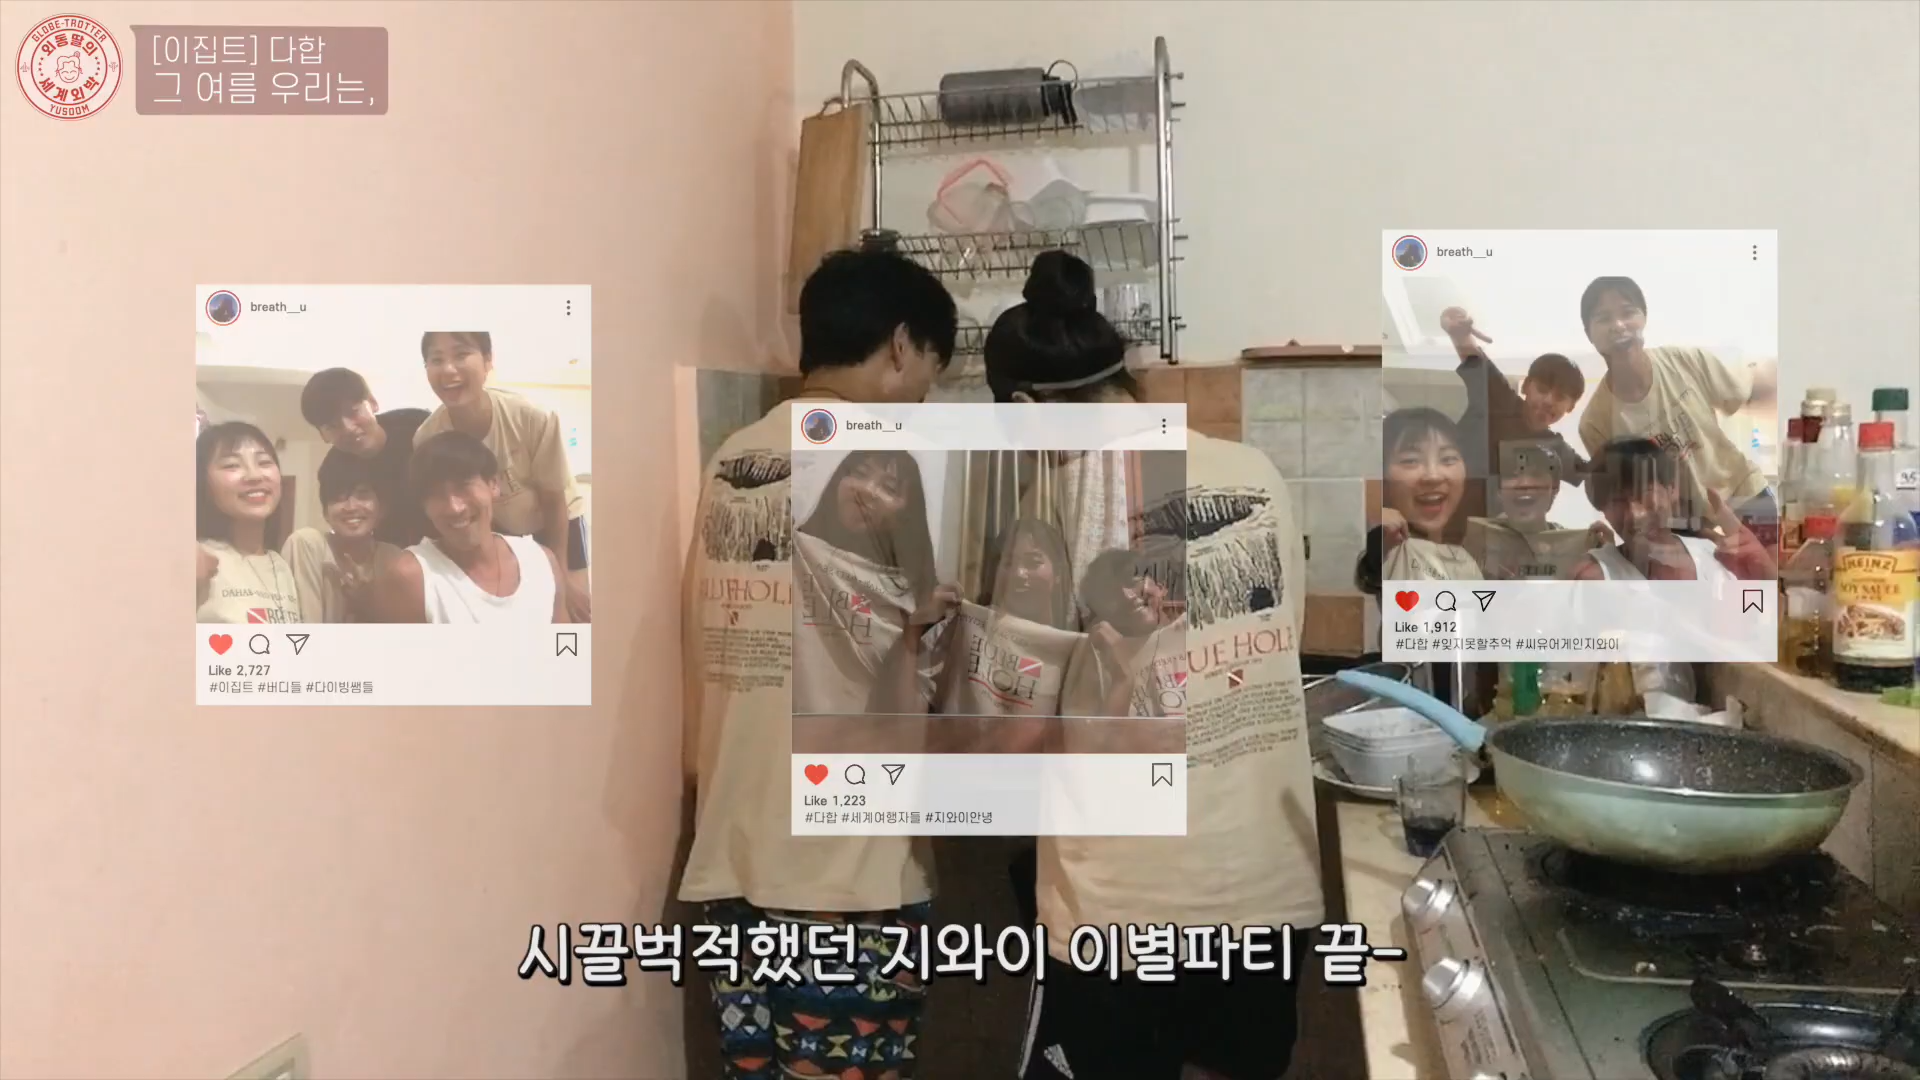 GLOBE-TROTTER
외동딸의
세계외박
YUSOOM
[이집트] 다합
그 여름 우리는,
breath__u
Like 2,727
#이집트 #버디들 #다이빙쌤들
breath__u
BLUE
HOLE
Like 1,223
#다합 #세계여행자들 #지와이안녕
breath__u
Like 1,912
#다합 #잊지못할추억 #씨유어게인지와이
UE HOLE
HEINZ
SOY SAUCE
시끌벅적했던 지와이 이별파티 끝-